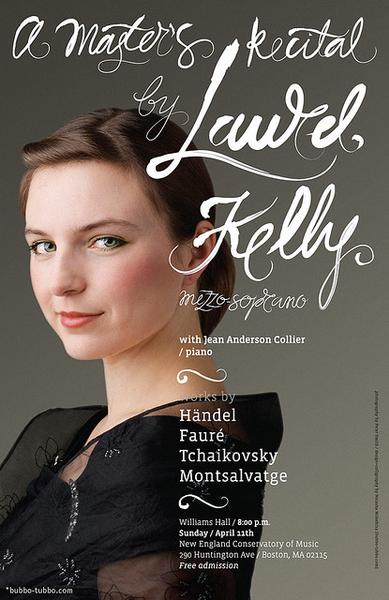 A Master's Recital
by
Laurel
Kelly
mezzo-soprano
with Jean Anderson Collier
/ piano
works by
Händel
Fauré
Tchaikovsky
Montsalvatge
Williams Hall / 8:00 p.m.
Sunday / April 11th
New England Conservatory of Music
290 Huntington Ave / Boston, MA 02115
Free admission
*bubbo-tubbo.com